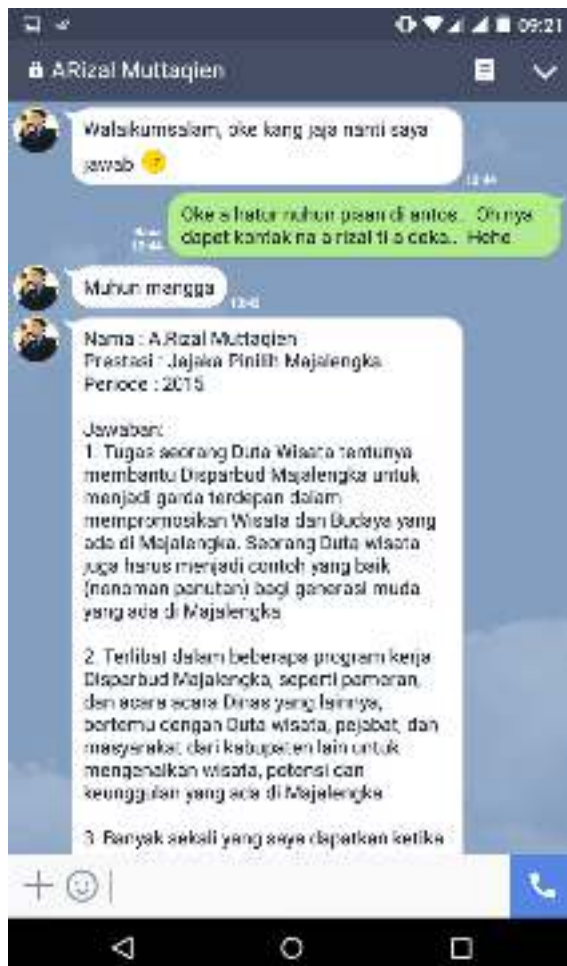 09:21
ARizal Muttaqien
Walaikumsalam, oke kang jaja nanti saya
jawab
Oke a hatur nuhun pisan di antos.. Oh nya
dapet kontak na a rizal ti a ceka.. Hehe
Muhun mangga
Nama : A.Rizal Muttaqien
Prestasi : Jajaka Pinilih Majalengka
Periode : 2015
Jawaban:
1. Tugas seorang Duta Wisata tentunya
membantu Disparbud Majalengka untuk
menjadi garda terdepan dalam
mempromosikan Wisata dan Budaya yang
ada di Majalengka. Seorang Duta wisata
juga harus menjadi contoh yang baik
(nonoman panutan) bagi generasi muda
yang ada di Majalengka
2. Terlibat dalam beberapa program kerja
Disparbud Majalengka, seperti pameran,
dan acara acara Dinas yang lainnya,
bertemu dengan Duta wisata, pejabat, dan
masyarakat dari kabupaten lain untuk
mengenalkan wisata, potensi dan
keunggulan yang ada di Majalengka
3. Banyak sekali yang saya dapatkan ketika